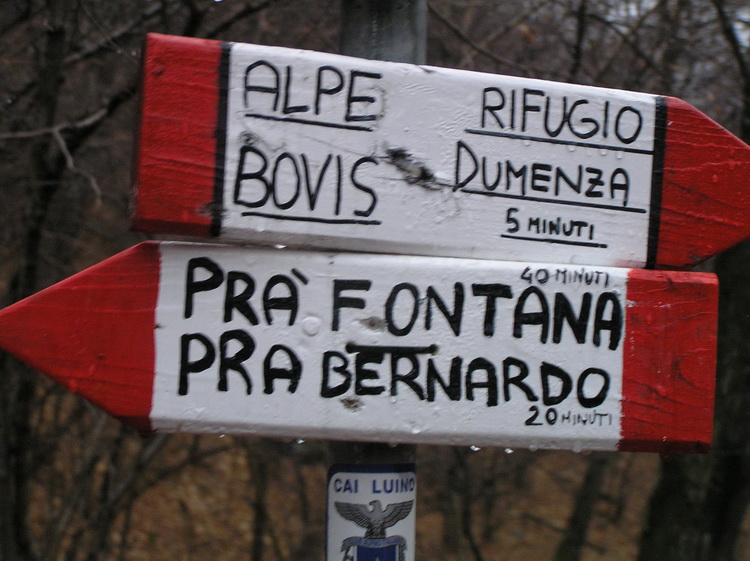 ALPE
BOVIS
RIFUGIO
DUMENZA
5 MINUTI
40 MINUTI
PRA' FONTANA
PRA BERNARDO
20 MINUTI
CAI LUINO